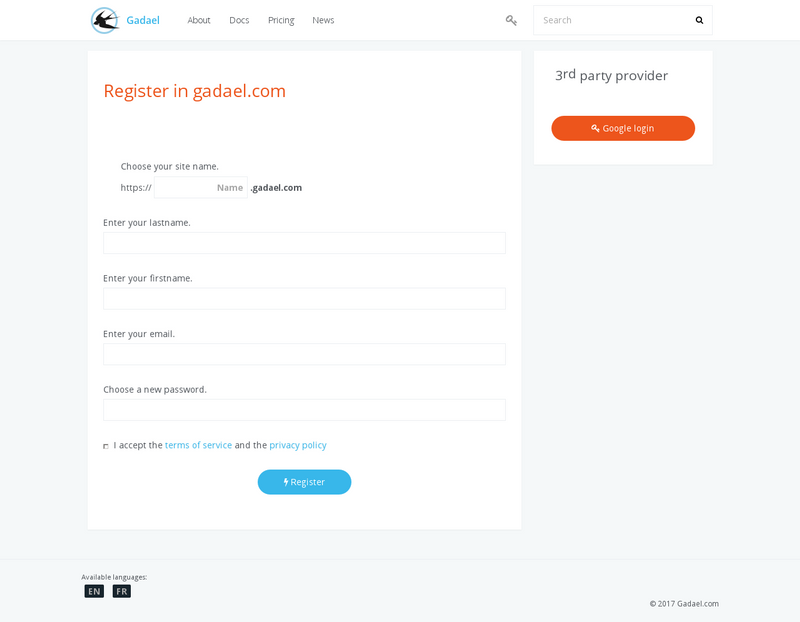 Gadael About Docs Pricing News Search
Register in gadael.com
3rd party provider
Google login
Choose your site name.
https:// Name .gadael.com
Enter your lastname.
Enter your firstname.
Enter your email.
Choose a new password.
I accept the terms of service and the privacy policy
Register
Available languages:
EN FR
© 2017 Gadael.com